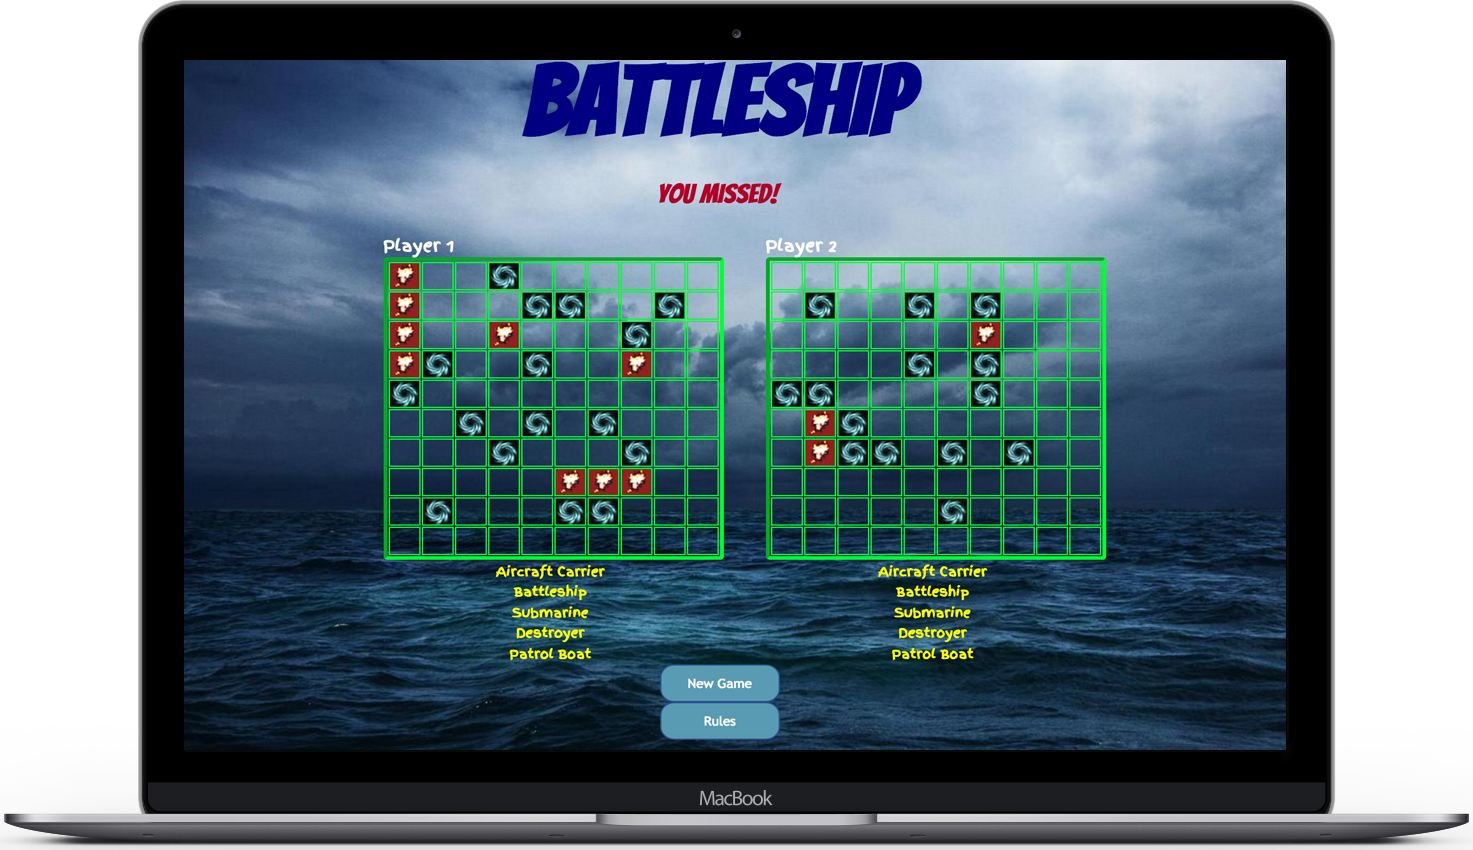 BATTLESHIP
YOU MISSED!
Player 1
Player 2
Aircraft Carrier
Battleship
Submarine
Destroyer
Patrol Boat
Aircraft Carrier
Battleship
Submarine
Destroyer
Patrol Boat
New Game
Rules
MacBook